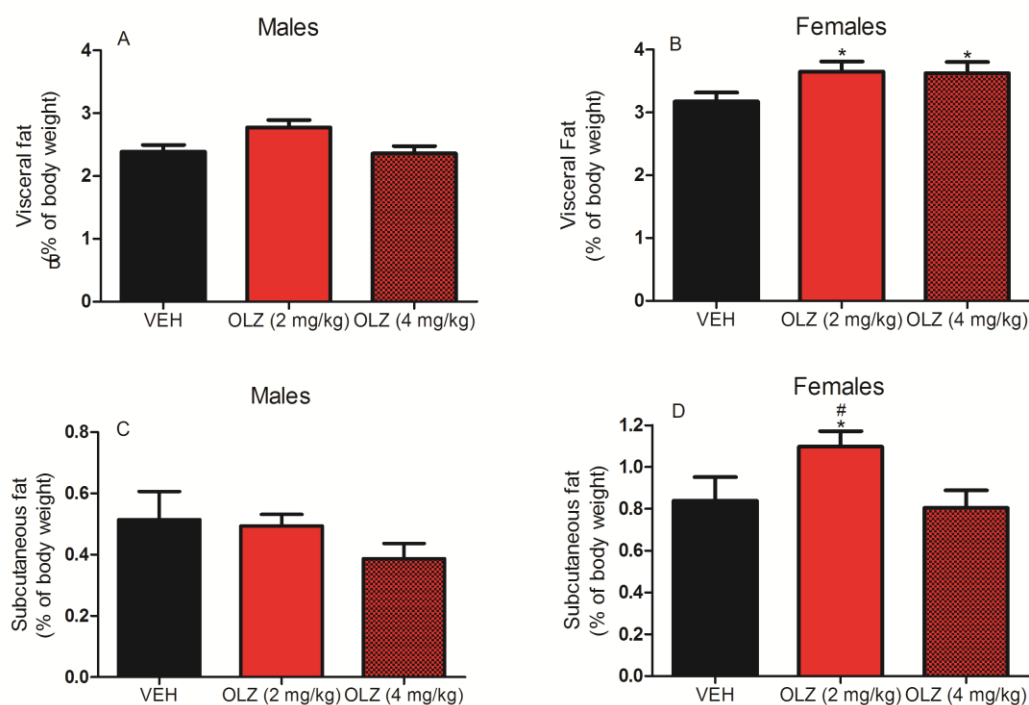 A
Males
Visceral fat
(% of body weight)
B
4
3
2
1
0
VEH
OLZ (2 mg/kg)
OLZ (4 mg/kg)
B
Females
Visceral Fat
(% of body weight)
4
3
2
1
0
*
*
VEH
OLZ (2 mg/kg)
OLZ (4 mg/kg)
C
Males
Subcutaneous fat
(% of body weight)
0.8
0.6
0.4
0.2
0.0
VEH
OLZ (2 mg/kg)
OLZ (4 mg/kg)
D
Females
Subcutaneous fat
(% of body weight)
1.2
1.0
0.8
0.6
0.4
0.2
0.0
#
*
VEH
OLZ (2 mg/kg)
OLZ (4 mg/kg)